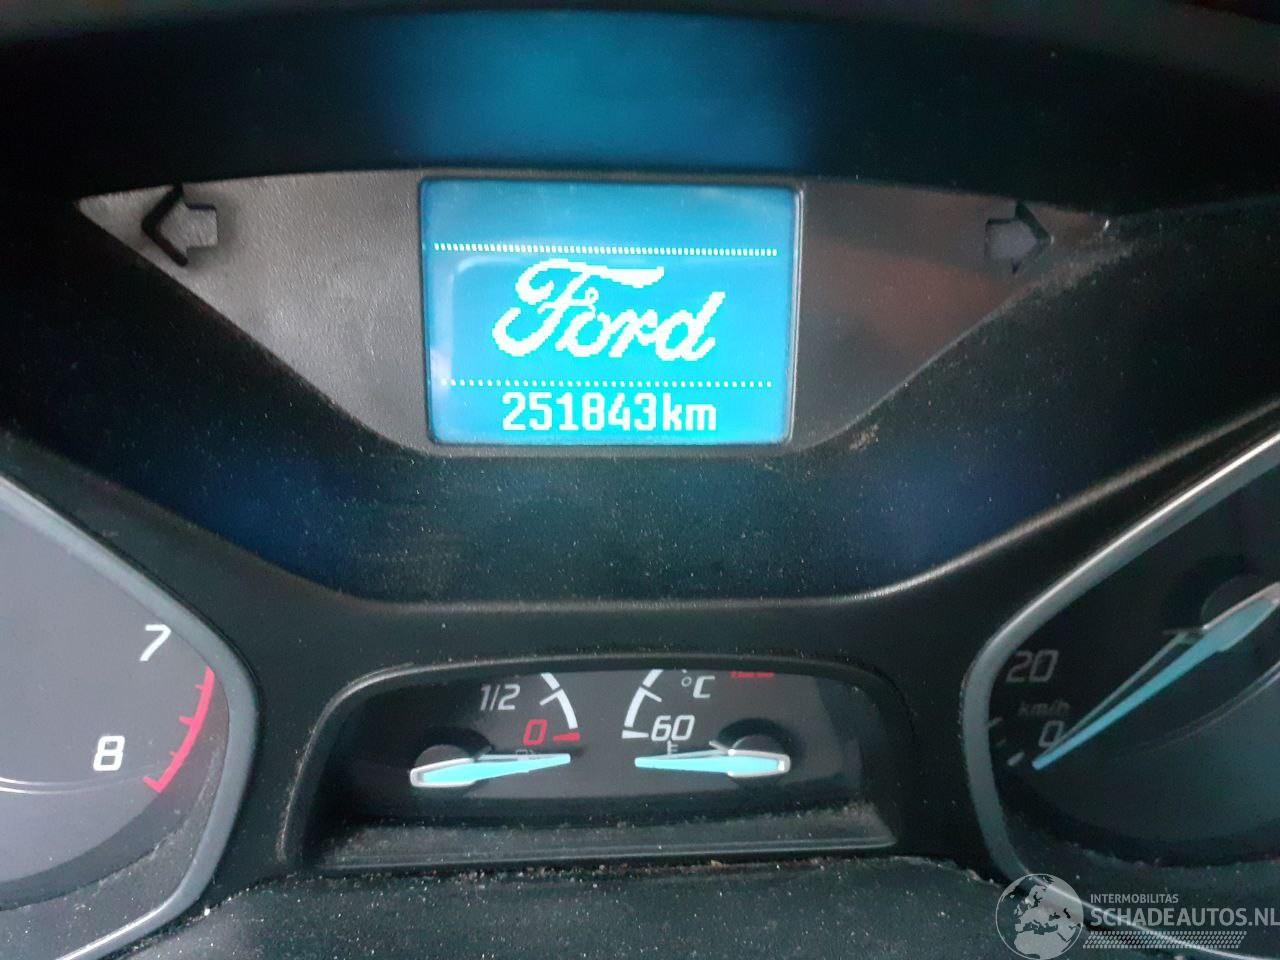 Ford
251843km
7
8
1/2
0
°C
60
20
km/h
0
INTERMOBILITAS
SCHADEAUTOS.NL